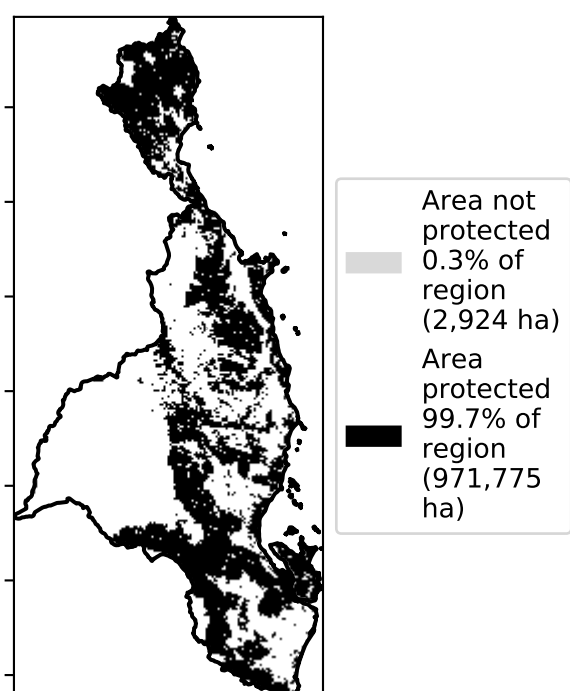 Area not
protected
0.3% of
region
(2,924 ha)
Area
protected
99.7% of
region
(971,775
ha)